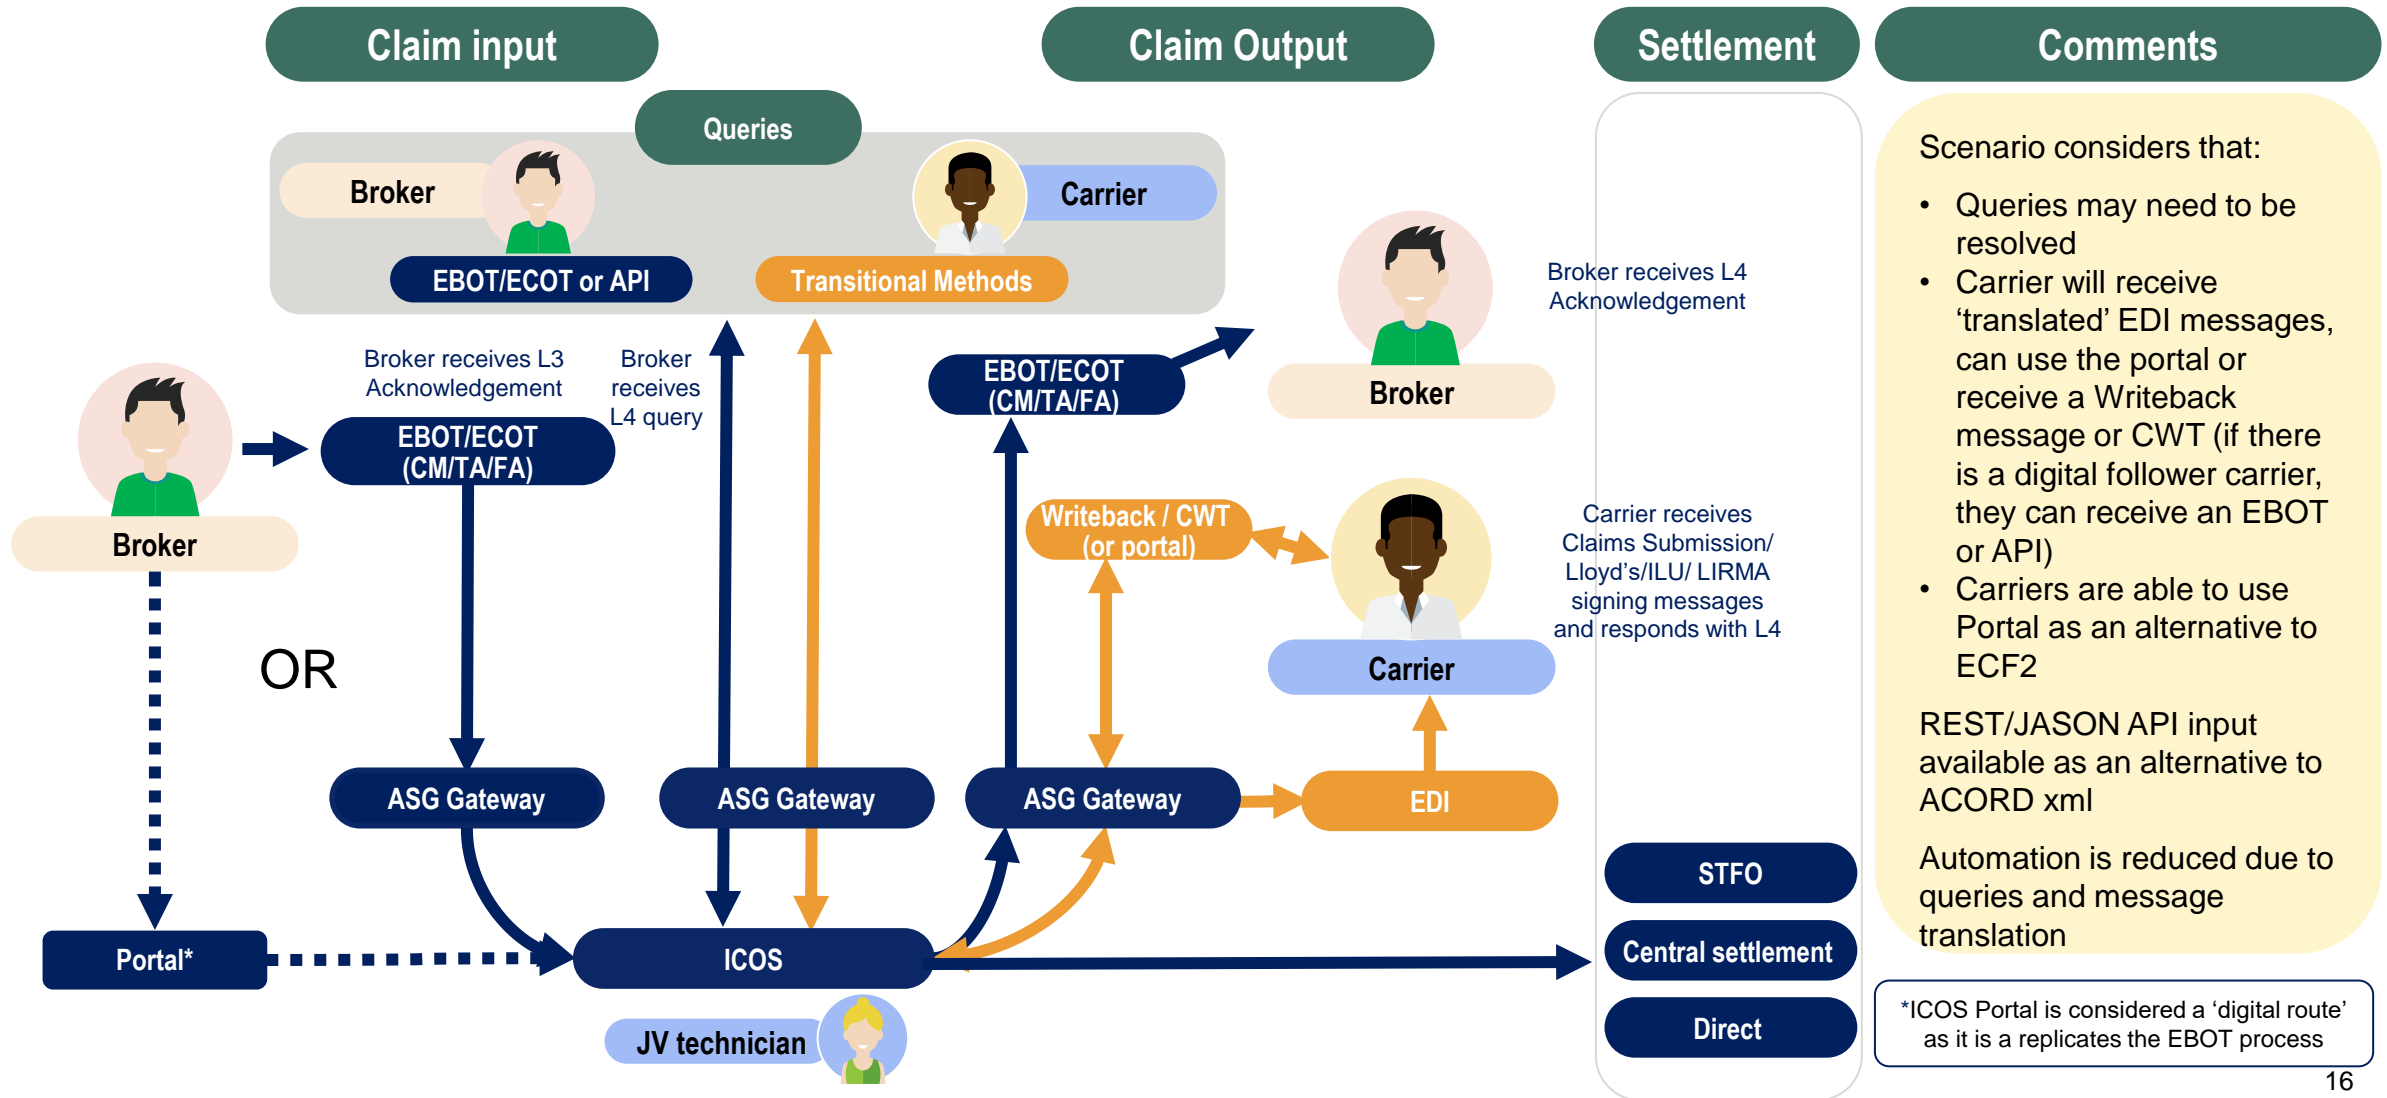 Claim input
Claim Output
Settlement
Comments
Queries
Broker
Carrier
EBOT/ECOT or API
Transitional Methods
Broker receives L3
Acknowledgement
Broker
receives
L4 query
EBOT/ECOT
(CM/TA/FA)
Broker
OR
ASG Gateway
ASG Gateway
ASG Gateway
Portal*
ICOS
JV technician
EBOT/ECOT
(CM/TA/FA)
Broker
Broker receives L4
Acknowledgement
Writeback / CWT
(or portal)
Carrier
Carrier receives
Claims Submission/
Lloyd's/ILU/ LIRMA
signing messages
and responds with L4
EDI
STFO
Central settlement
Direct
Scenario considers that:
• Queries may need to be
resolved
• Carrier will receive
‘translated’ EDI messages,
can use the portal or
receive a Writeback
message or CWT (if there
is a digital follower carrier,
they can receive an EBOT
or API)
• Carriers are able to use
Portal as an alternative to
ECF2
REST/JASON API input
available as an alternative to
ACORD xml
Automation is reduced due to
queries and message
translation
*ICOS Portal is considered a ‘digital route’
as it is a replicates the EBOT process
16